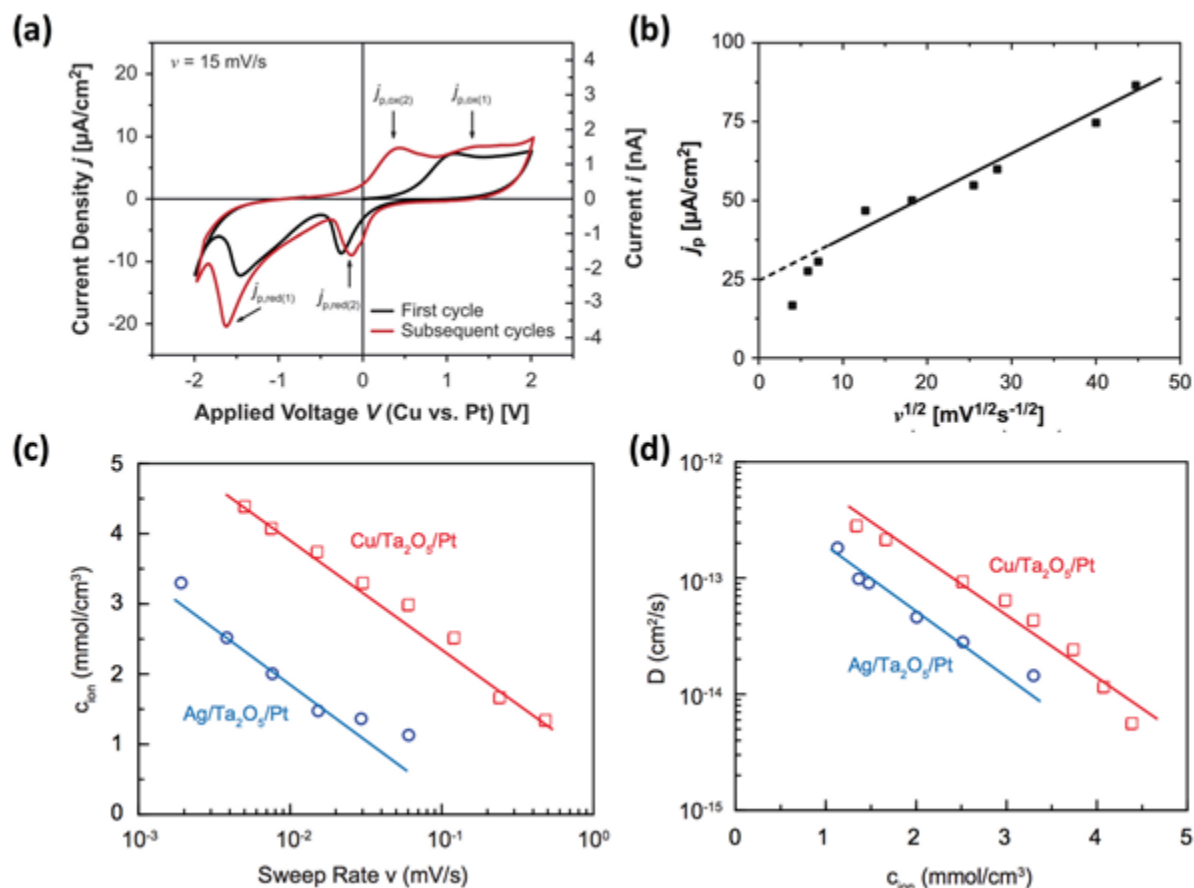 (a)
ν = 15 mV/s
j_p,ox(2)
j_p,ox(1)
j_p,red(1)
j_p,red(2)
First cycle
Subsequent cycles
Current Density j [µA/cm²]
20
10
0
-10
-20
Current i [nA]
4
3
2
1
0
-1
-2
-3
-4
-2
-1
0
1
2
Applied Voltage V (Cu vs. Pt) [V]
(b)
j_p [µA/cm²]
100
75
50
25
0
0
10
20
30
40
50
ν^1/2 [mV^1/2s^-1/2]
(c)
c_ion (mmol/cm³)
5
4
3
2
1
0
Cu/Ta₂O₅/Pt
Ag/Ta₂O₅/Pt
10⁻³
10⁻²
10⁻¹
10⁰
Sweep Rate ν (mV/s)
(d)
D (cm²/s)
10⁻¹²
10⁻¹³
10⁻¹⁴
10⁻¹⁵
Cu/Ta₂O₅/Pt
Ag/Ta₂O₅/Pt
0
1
2
3
4
5
c_ion (mmol/cm³)